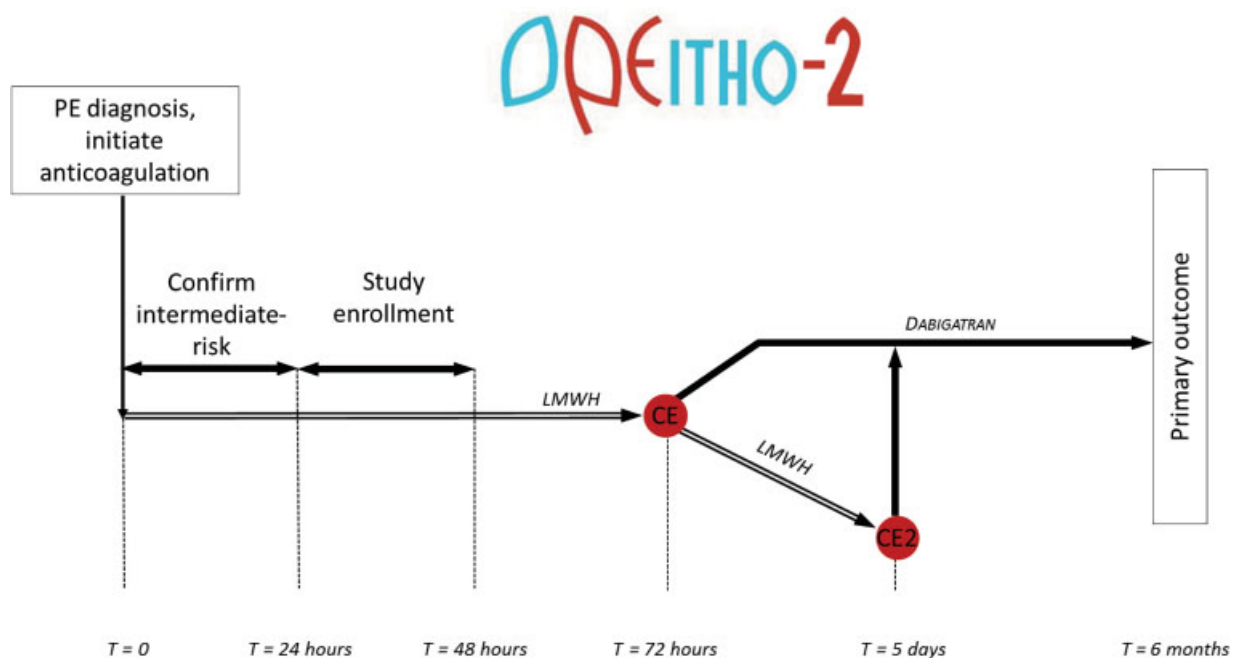 PEITHO-2
PE diagnosis,
initiate
anticoagulation
Confirm
intermediate-
risk
Study
enrollment
LMWH
CE
DABIGATRAN
LMWH
CE2
Primary outcome
T = 0
T = 24 hours
T = 48 hours
T = 72 hours
T = 5 days
T = 6 months